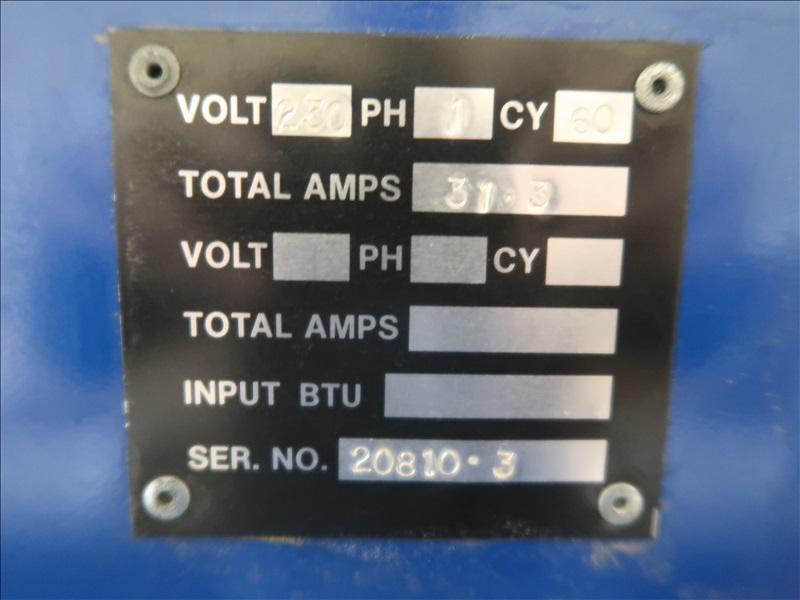 VOLT 230 PH 1 CY 60
TOTAL AMPS 31.3
VOLT PH CY
TOTAL AMPS
INPUT BTU
SER. NO. 20810.3